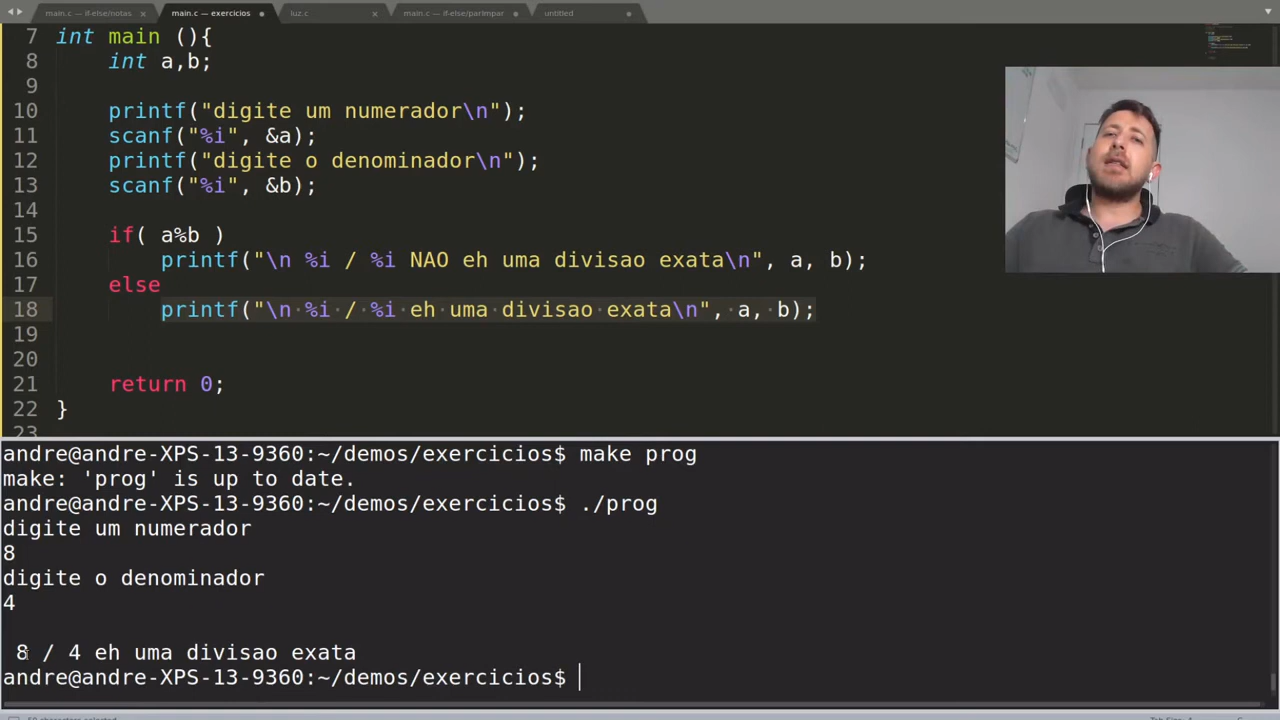 main.c — if-else/notas
main.c — exercicios
luz.c
main.c — if-else/parImpar
untitled
7 int main (){
8 int a,b;
9
10 printf("digite um numerador\n");
11 scanf("%i", &a);
12 printf("digite o denominador\n");
13 scanf("%i", &b);
14
15 if( a%b )
16 printf("\n %i / %i NAO eh uma divisao exata\n", a, b);
17 else
18 printf("\n·%i·/·%i·eh·uma·divisao·exata\n",·a,·b);
19
20
21 return 0;
22 }
23
andre@andre-XPS-13-9360:~/demos/exercicios$ make prog
make: 'prog' is up to date.
andre@andre-XPS-13-9360:~/demos/exercicios$ ./prog
digite um numerador
8
digite o denominador
4
8 / 4 eh uma divisao exata
andre@andre-XPS-13-9360:~/demos/exercicios$